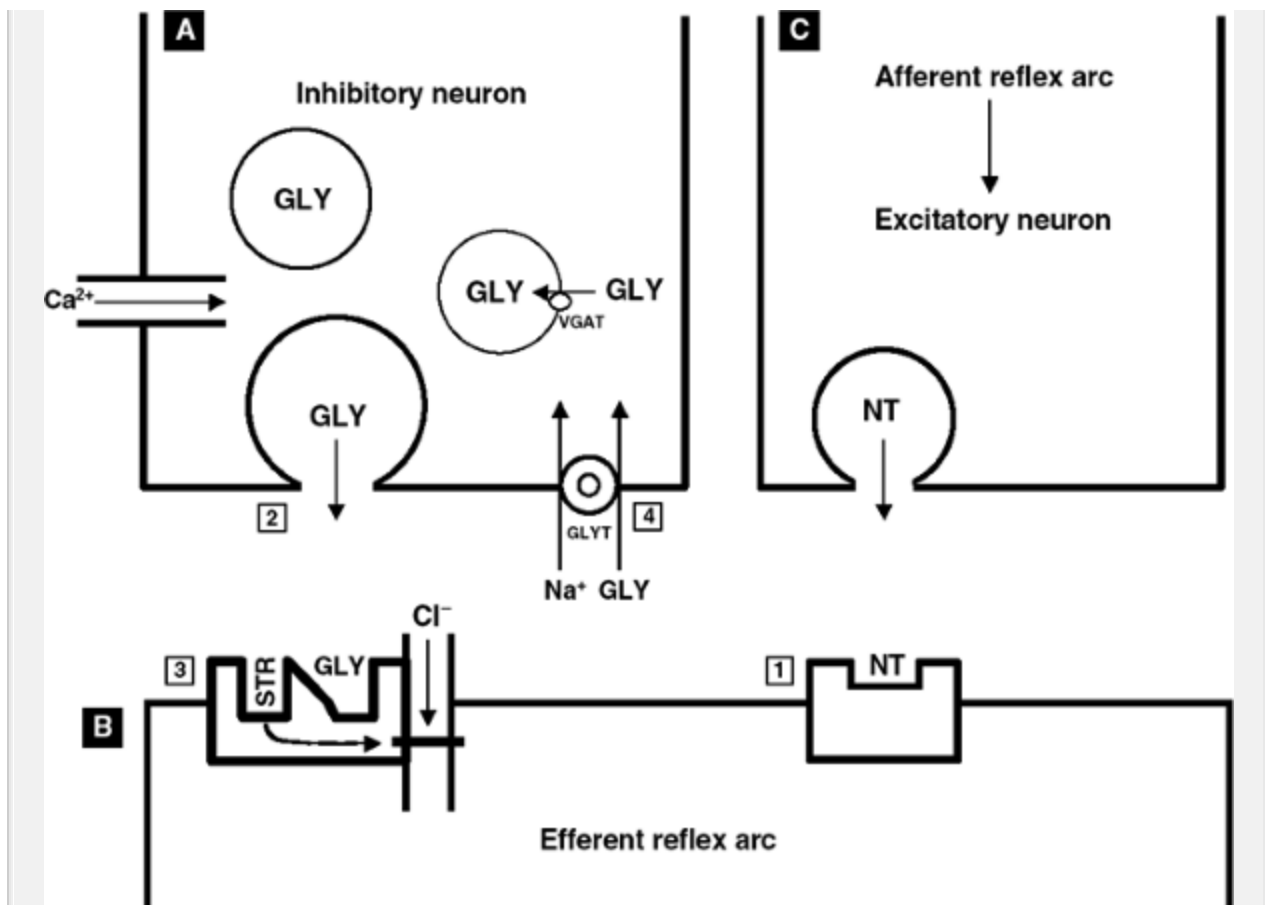 A
C
Inhibitory neuron
Afferent reflex arc
Excitatory neuron
GLY
GLY
GLY
VGAT
Ca²⁺
GLY
NT
2
GLYT
4
Na⁺ GLY
Cl⁻
3
STR
GLY
1
NT
B
Efferent reflex arc